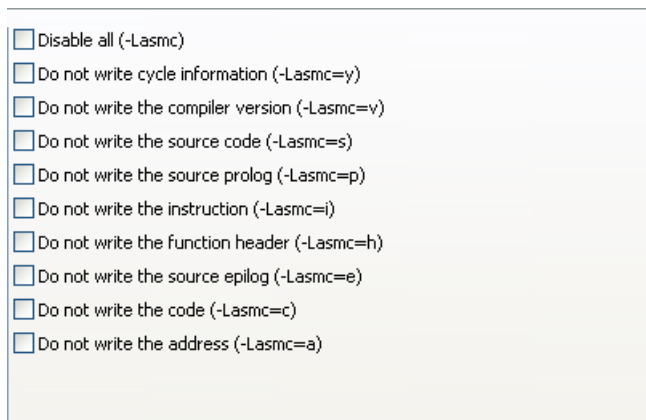 Disable all (-Lasmc)
Do not write cycle information (-Lasmc=y)
Do not write the compiler version (-Lasmc=v)
Do not write the source code (-Lasmc=s)
Do not write the source prolog (-Lasmc=p)
Do not write the instruction (-Lasmc=i)
Do not write the function header (-Lasmc=h)
Do not write the source epilog (-Lasmc=e)
Do not write the code (-Lasmc=c)
Do not write the address (-Lasmc=a)